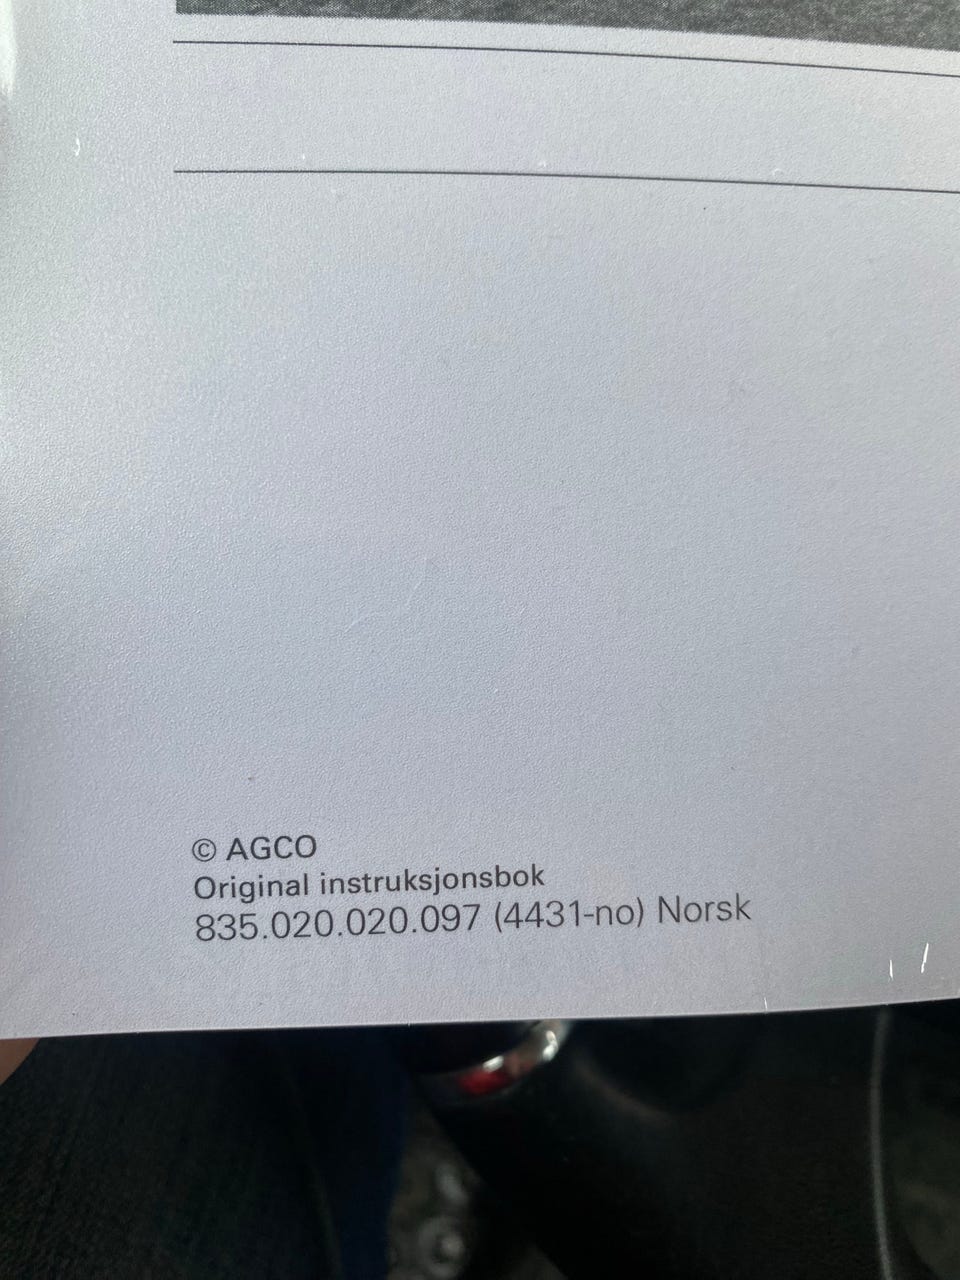 © AGCO
Original instruksjonsbok
835.020.020.097 (4431-no) Norsk